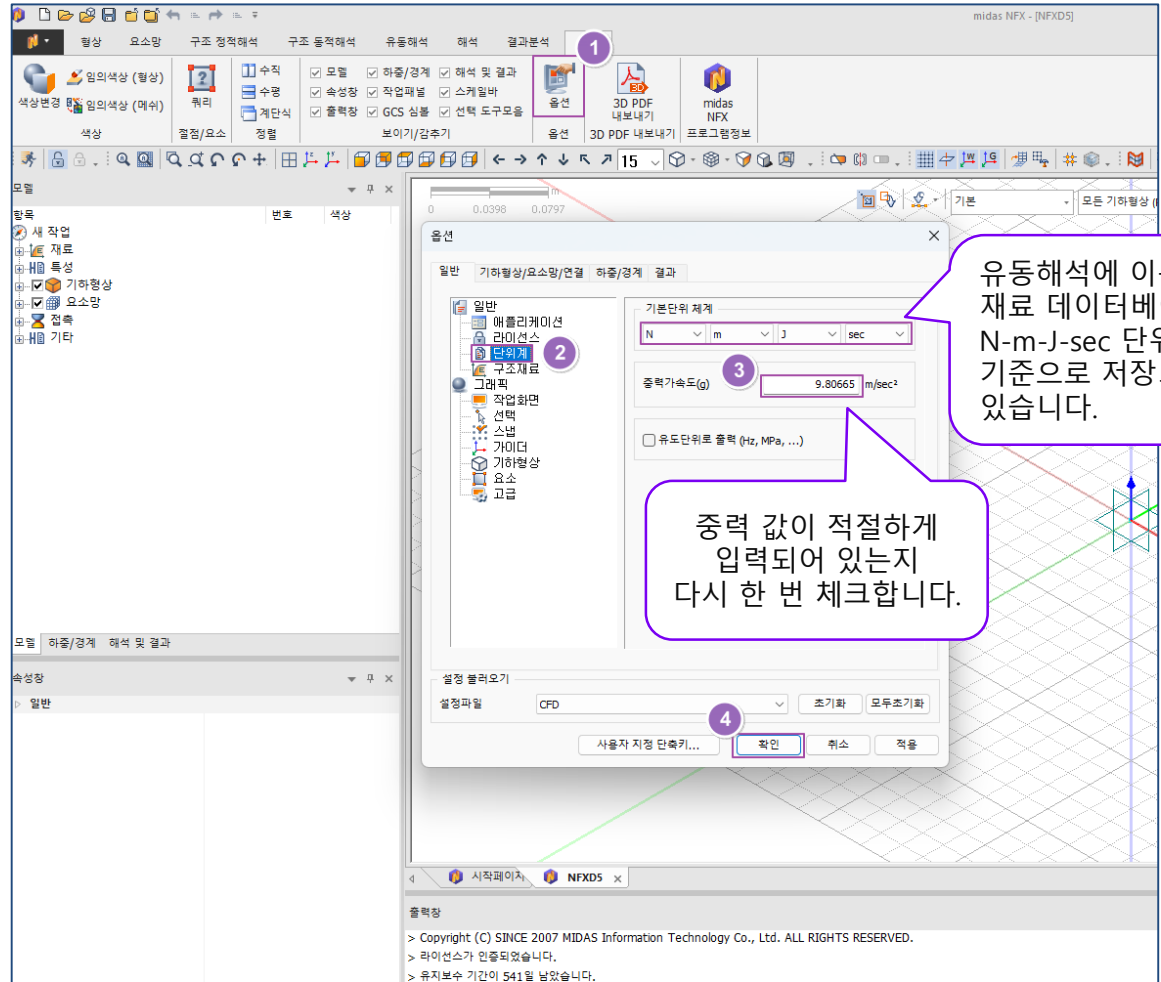 midas NFX - [NFXD5]
형상 요소망 구조 정적해석 구조 동적해석 유동해석 해석 결과분석
1
색상변경
임의색상 (형상)
임의색상 (메쉬)
색상
쿼리
절점/요소
수직
수평
계단식
정렬
모델 하중/경계 해석 및 결과
속성창 작업패널 스케일바
출력창 GCS 심볼 선택 도구모음
보이기/감추기
옵션
옵션
3D PDF
내보내기
3D PDF 내보내기
midas
NFX
프로그램정보
15
모델
항목 번호 색상
새 작업
재료
특성
기하형상
요소망
접촉
기타
모델 하중/경계 해석 및 결과
속성창
일반
m
0 0.0398 0.0797
기본
모든 기하형상
옵션
일반 기하형상/요소망/연결 하중/경계 결과
일반
애플리케이션
라이선스
단위계
2
구조재료
그래픽
작업화면
선택
스냅
가이더
기하형상
요소
고급
기본단위 체계
N m J sec
3
중력가속도(g) 9.80665 m/sec²
유도단위로 출력 (Hz, MPa, ...)
유동해석에
재료
N-m-J-sec
기준으로
있습니다.
중력 값이 적절하게
입력되어 있는지
다시 한 번 체크합니다.
설정 불러오기
설정파일 CFD 초기화 모두초기화
4
사용자 지정 단축키... 확인 취소 적용
시작페이지 NFXD5
출력창
> Copyright (C) SINCE 2007 MIDAS Information Technology Co., Ltd. ALL RIGHTS RESERVED.
> 라이선스가 인증되었습니다.
> 유지보수 기간이 541일 남았습니다.